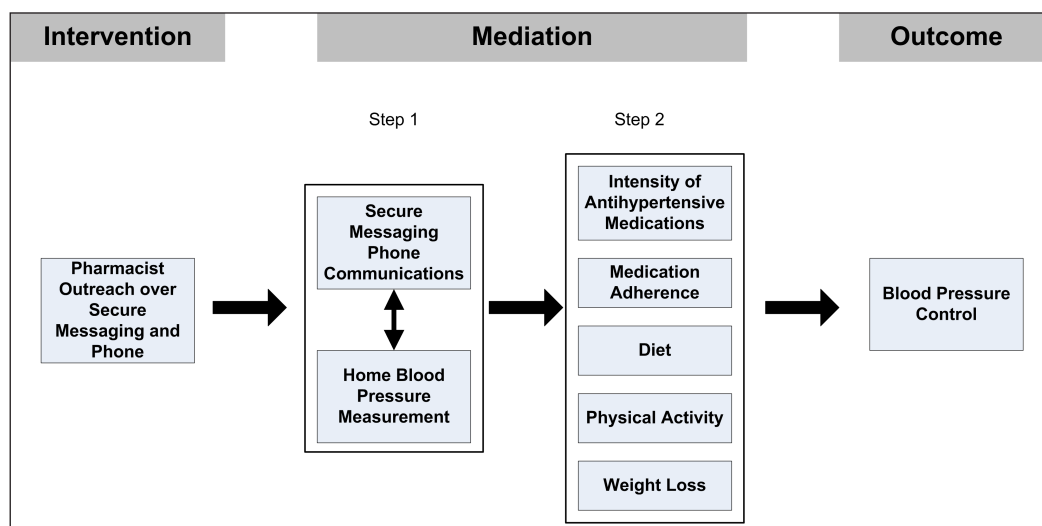 Intervention
Mediation
Outcome
Step 1
Step 2
Pharmacist
Outreach over
Secure
Messaging and
Phone
Secure
Messaging
Phone
Communications
Home Blood
Pressure
Measurement
Intensity of
Antihypertensive
Medications
Medication
Adherence
Diet
Physical Activity
Weight Loss
Blood Pressure
Control